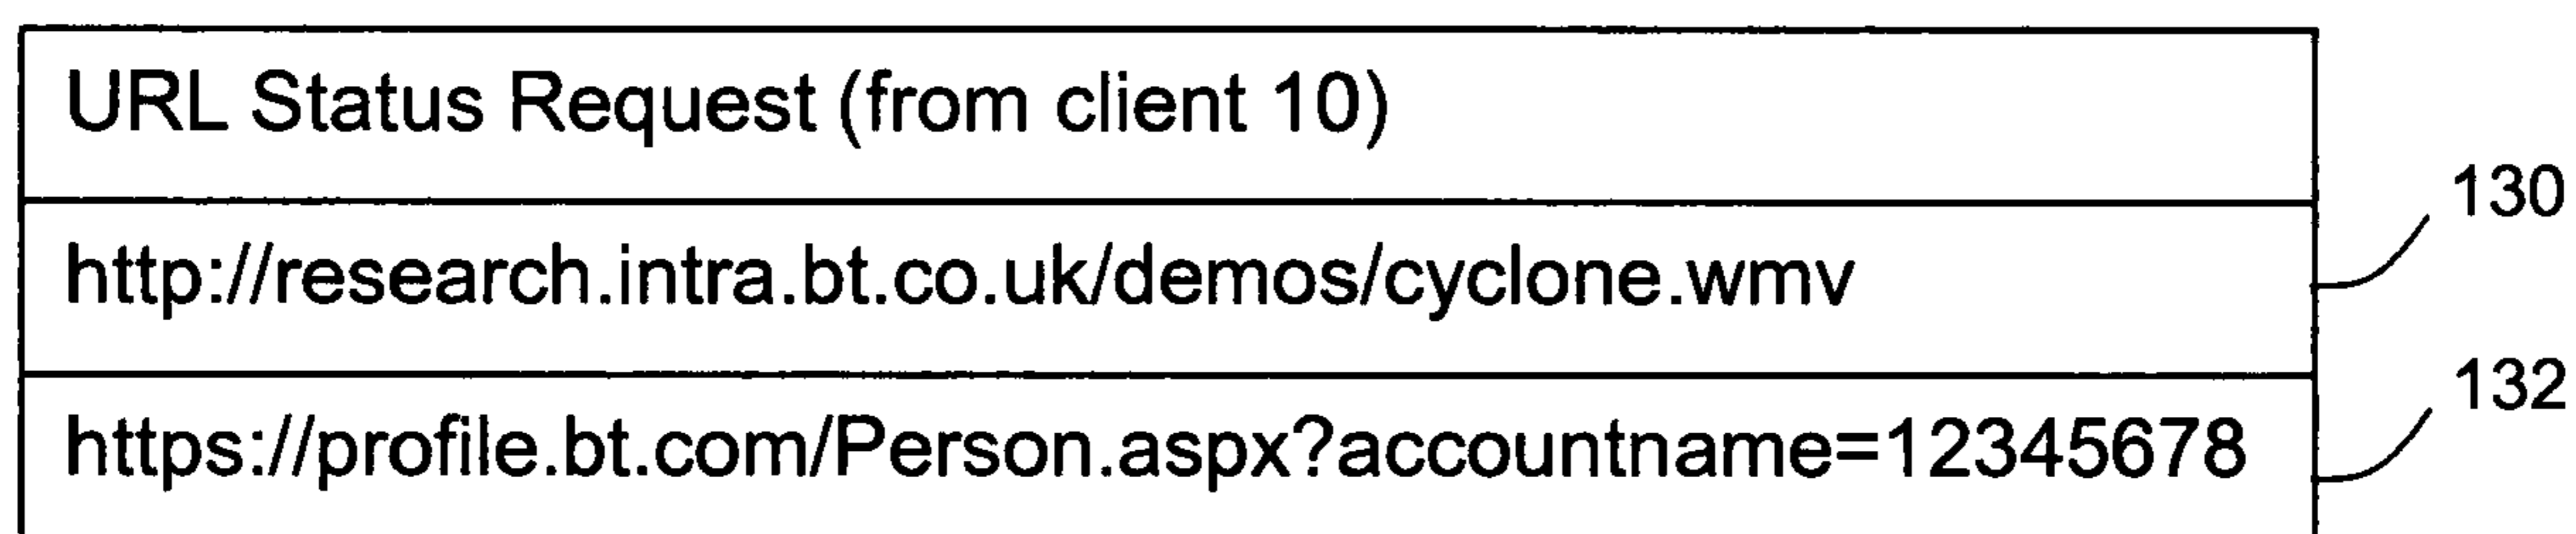 URL Status Request (from client 10)
130
http://research.intra.bt.co.uk/demos/cyclone.wmv
132
https://profile.bt.com/Person.aspx?accountname=12345678